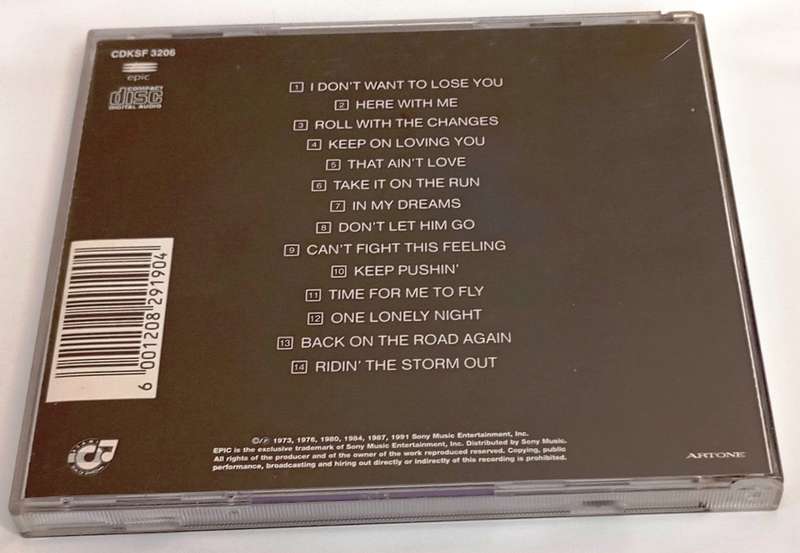 CDKSF 3206
epic
COMPACT
disc
DIGITAL AUDIO
1 I DON'T WANT TO LOSE YOU
2 HERE WITH ME
3 ROLL WITH THE CHANGES
4 KEEP ON LOVING YOU
5 THAT AIN'T LOVE
6 TAKE IT ON THE RUN
7 IN MY DREAMS
8 DON'T LET HIM GO
9 CAN'T FIGHT THIS FEELING
10 KEEP PUSHIN'
11 TIME FOR ME TO FLY
12 ONE LONELY NIGHT
13 BACK ON THE ROAD AGAIN
14 RIDIN' THE STORM OUT
6 001208 291904
©/℗ 1973, 1976, 1980, 1984, 1987, 1991 Sony Music Entertainment, Inc.
EPIC is the exclusive trademark of Sony Music Entertainment, Inc. Distributed by Sony Music.
All rights of the producer and of the owner of the work reproduced reserved. Copying, public
performance, broadcasting and hiring out directly or indirectly of this recording is prohibited.
ARTONE